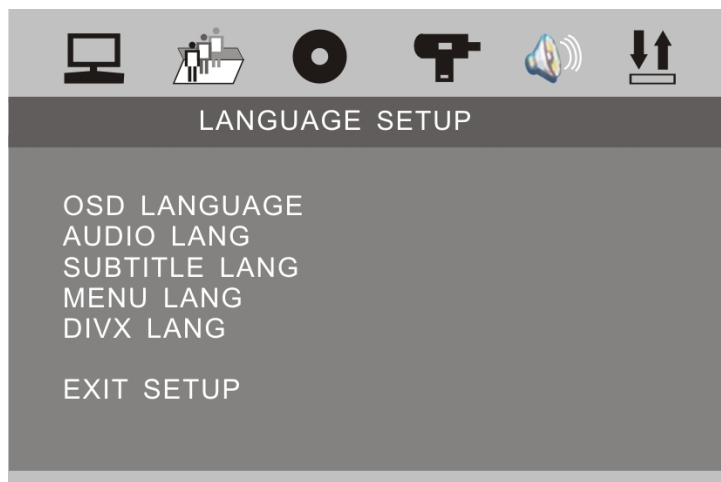 LANGUAGE SETUP
OSD LANGUAGE
AUDIO LANG
SUBTITLE LANG
MENU LANG
DIVX LANG
EXIT SETUP